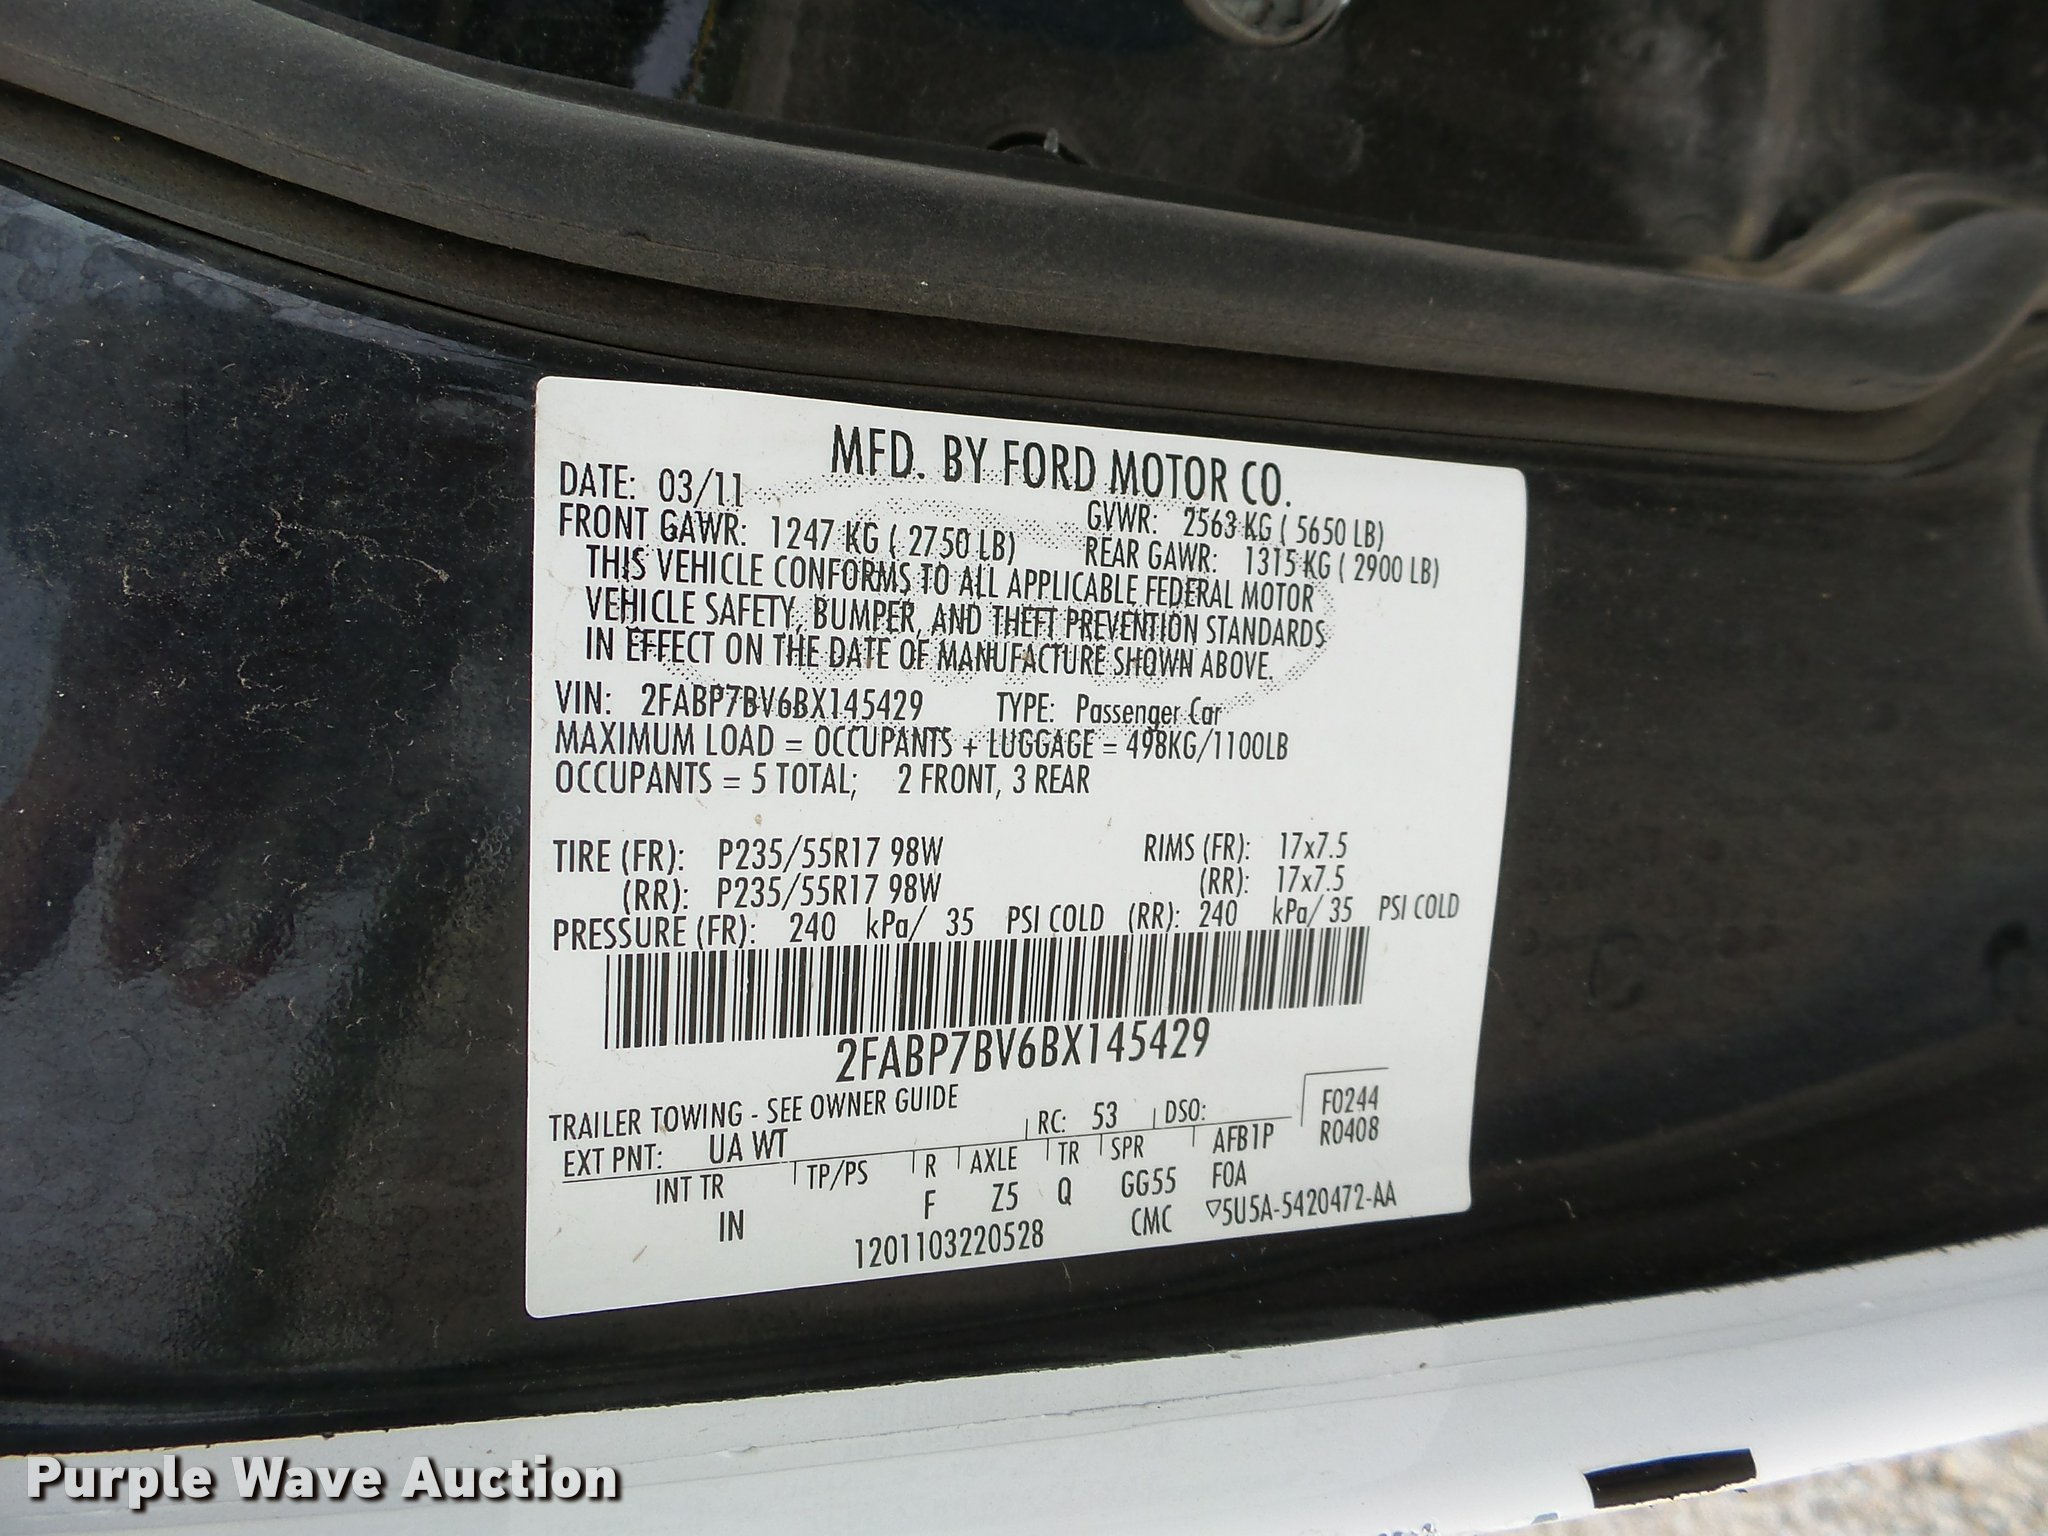 MFD. BY FORD MOTOR CO.
DATE: 03/11 GVWR: 2563 KG ( 5650 LB)
FRONT GAWR: 1247 KG ( 2750 LB) REAR GAWR: 1315 KG ( 2900 LB)
THIS VEHICLE CONFORMS TO ALL APPLICABLE FEDERAL MOTOR
VEHICLE SAFETY, BUMPER, AND THEFT PREVENTION STANDARDS
IN EFFECT ON THE DATE OF MANUFACTURE SHOWN ABOVE.
VIN: 2FABP7BV6BX145429 TYPE: Passenger Car
MAXIMUM LOAD = OCCUPANTS + LUGGAGE = 498KG/1100LB
OCCUPANTS = 5 TOTAL; 2 FRONT, 3 REAR
TIRE (FR): P235/55R17 98W RIMS (FR): 17x7.5
(RR): P235/55R17 98W (RR): 17x7.5
PRESSURE (FR): 240 kPa/ 35 PSI COLD (RR): 240 kPa/ 35 PSI COLD
2FABP7BV6BX145429
TRAILER TOWING - SEE OWNER GUIDE F0244
EXT PNT: UA WT RC: 53 DSO: R0408
INT TR TP/PS R AXLE TR SPR AFB1P
IN F Z5 Q GG55 F0A
1201103220528 CMC ▽5U5A-5420472-AA
Purple Wave Auction